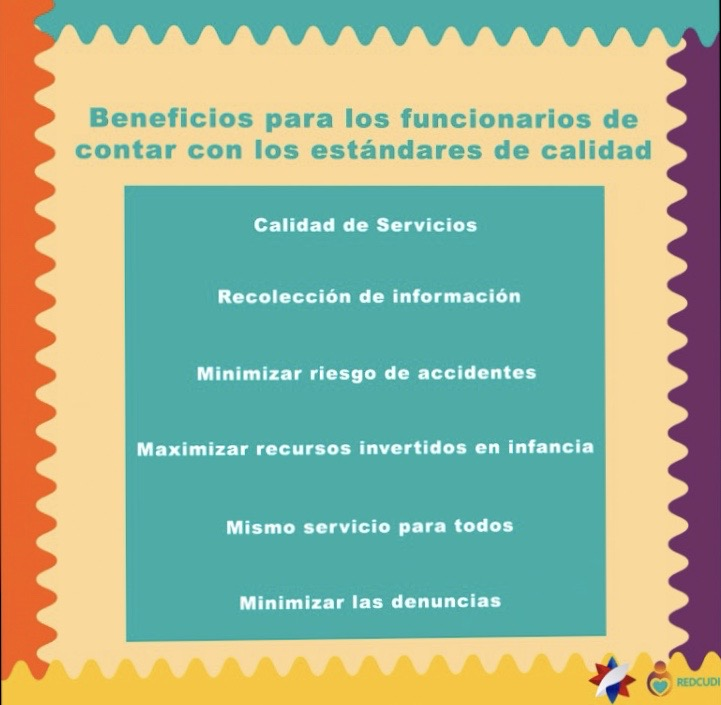 Beneficios para los funcionarios de
contar con los estándares de calidad
Calidad de Servicios
Recolección de información
Minimizar riesgo de accidentes
Maximizar recursos invertidos en infancia
Mismo servicio para todos
Minimizar las denuncias
REDCUDI